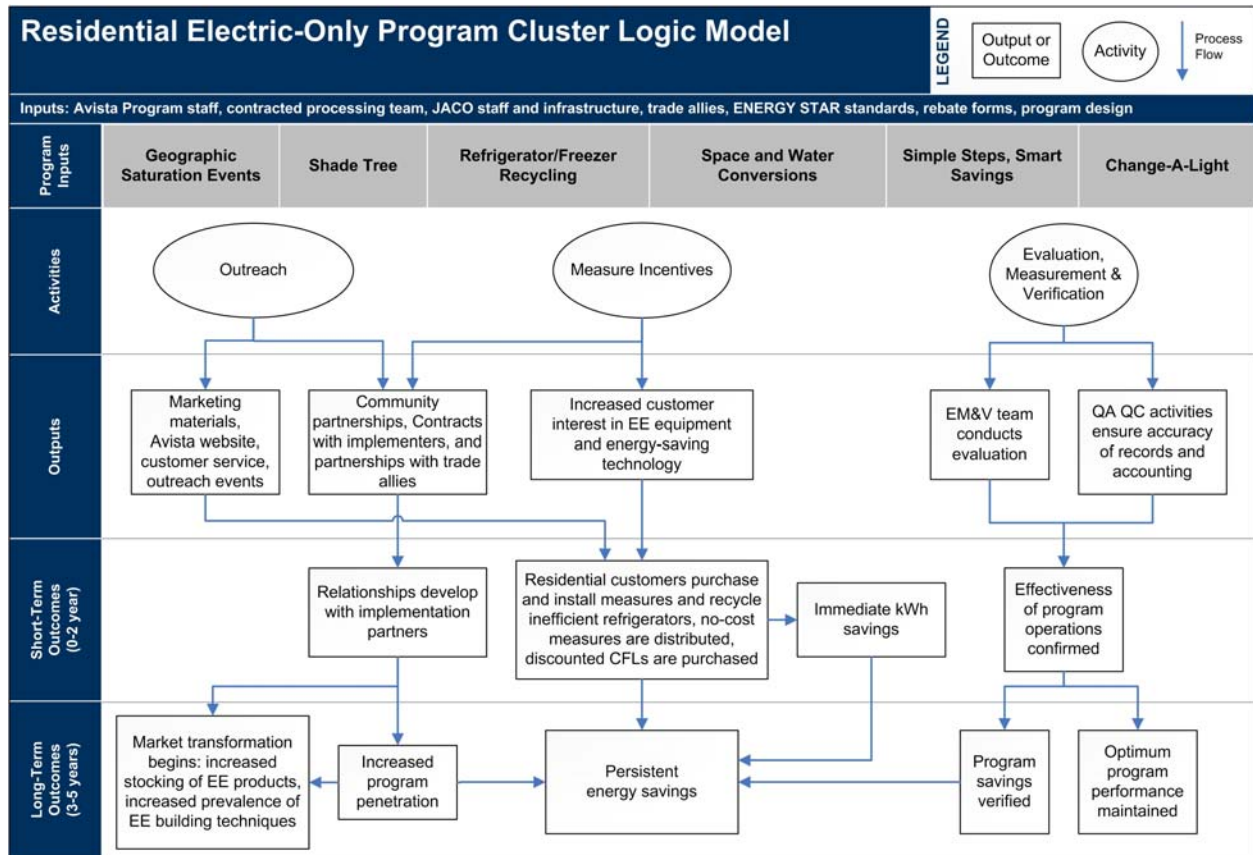 Residential Electric-Only Program Cluster Logic Model
LEGEND
Output or
Outcome
Activity
Process
Flow
Inputs: Avista Program staff, contracted processing team, JACO staff and infrastructure, trade allies, ENERGY STAR standards, rebate forms, program design
Program
Inputs
Geographic
Saturation Events
Shade Tree
Refrigerator/Freezer
Recycling
Space and Water
Conversions
Simple Steps, Smart
Savings
Change-A-Light
Activities
Outreach
Measure Incentives
Evaluation,
Measurement &
Verification
Outputs
Marketing
materials,
Avista website,
customer service,
outreach events
Community
partnerships, Contracts
with implementers, and
partnerships with trade
allies
Increased customer
interest in EE equipment
and energy-saving
technology
EM&V team
conducts
evaluation
QA QC activities
ensure accuracy
of records and
accounting
Short-Term
Outcomes
(0-2 year)
Relationships develop
with implementation
partners
Residential customers purchase
and install measures and recycle
inefficient refrigerators, no-cost
measures are distributed,
discounted CFLs are purchased
Immediate kWh
savings
Effectiveness
of program
operations
confirmed
Long-Term
Outcomes
(3-5 years)
Market transformation
begins: increased
stocking of EE products,
increased prevalence of
EE building techniques
Increased
program
penetration
Persistent
energy savings
Program
savings
verified
Optimum
program
performance
maintained